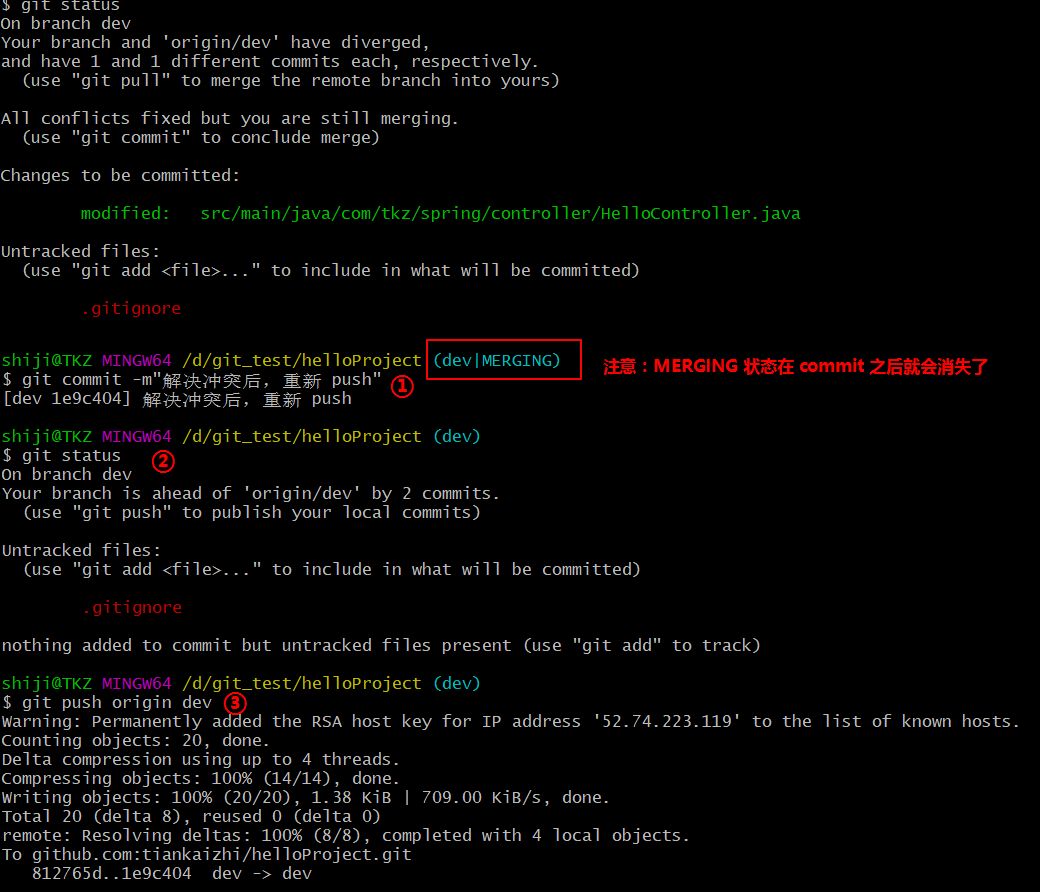 $ git status
On branch dev
Your branch and 'origin/dev' have diverged,
and have 1 and 1 different commits each, respectively.
  (use "git pull" to merge the remote branch into yours)
All conflicts fixed but you are still merging.
  (use "git commit" to conclude merge)
Changes to be committed:
        modified:   src/main/java/com/tkz/spring/controller/HelloController.java
Untracked files:
  (use "git add <file>..." to include in what will be committed)
        .gitignore
shiji@TKZ MINGW64 /d/git_test/helloProject (dev|MERGING) 注意：MERGING 状态在 commit 之后就会消失了
$ git commit -m"解决冲突后，重新 push" ①
[dev 1e9c404] 解决冲突后，重新 push
shiji@TKZ MINGW64 /d/git_test/helloProject (dev)
$ git status ②
On branch dev
Your branch is ahead of 'origin/dev' by 2 commits.
  (use "git push" to publish your local commits)
Untracked files:
  (use "git add <file>..." to include in what will be committed)
        .gitignore
nothing added to commit but untracked files present (use "git add" to track)
shiji@TKZ MINGW64 /d/git_test/helloProject (dev)
$ git push origin dev ③
Warning: Permanently added the RSA host key for IP address '52.74.223.119' to the list of known hosts.
Counting objects: 20, done.
Delta compression using up to 4 threads.
Compressing objects: 100% (14/14), done.
Writing objects: 100% (20/20), 1.38 KiB | 709.00 KiB/s, done.
Total 20 (delta 8), reused 0 (delta 0)
remote: Resolving deltas: 100% (8/8), completed with 4 local objects.
To github.com:tiankaizhi/helloProject.git
   812765d..1e9c404  dev -> dev